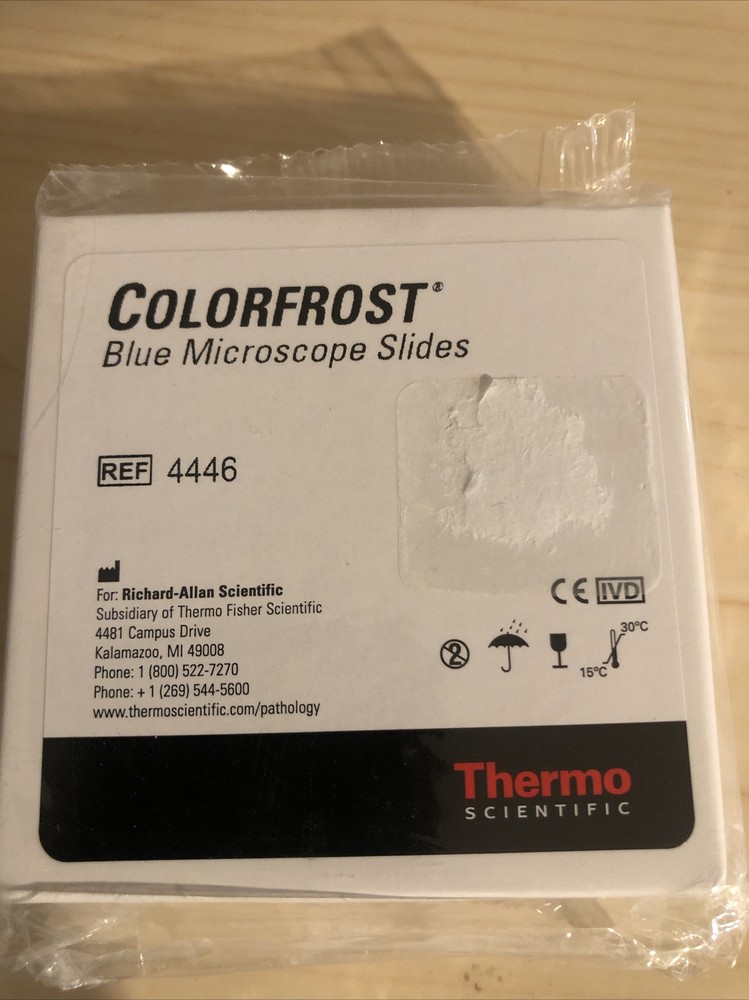 COLORFROST®
Blue Microscope Slides
REF 4446
For: Richard-Allan Scientific
Subsidiary of Thermo Fisher Scientific
4481 Campus Drive
Kalamazoo, MI 49008
Phone: 1 (800) 522-7270
Phone: + 1 (269) 544-5600
www.thermoscientific.com/pathology
CE IVD
2
30°C
15°C
Thermo
SCIENTIFIC